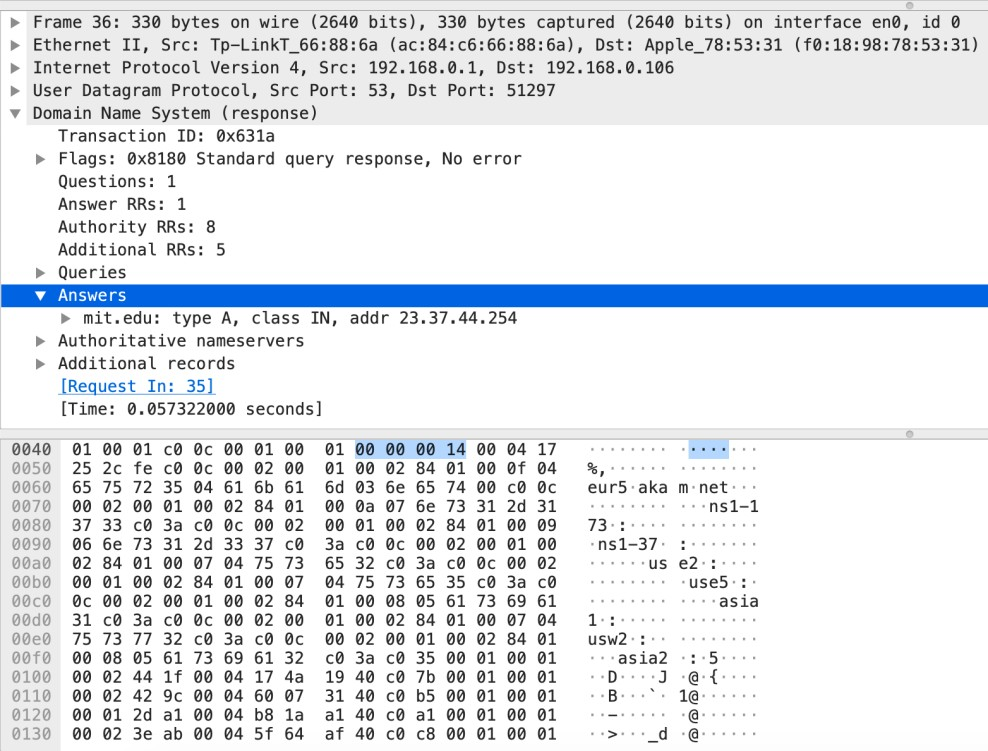 Frame 36: 330 bytes on wire (2640 bits), 330 bytes captured (2640 bits) on interface en0, id 0
Ethernet II, Src: Tp-LinkT_66:88:6a (ac:84:c6:66:88:6a), Dst: Apple_78:53:31 (f0:18:98:78:53:31)
Internet Protocol Version 4, Src: 192.168.0.1, Dst: 192.168.0.106
User Datagram Protocol, Src Port: 53, Dst Port: 51297
Domain Name System (response)
Transaction ID: 0x631a
Flags: 0x8180 Standard query response, No error
Questions: 1
Answer RRs: 1
Authority RRs: 8
Additional RRs: 5
Queries
Answers
mit.edu: type A, class IN, addr 23.37.44.254
Authoritative nameservers
Additional records
[Request In: 35]
[Time: 0.057322000 seconds]
0040 01 00 01 c0 0c 00 01 00 01 00 00 00 14 00 04 17 ········ ········
0050 25 2c fe c0 0c 00 02 00 01 00 02 84 01 00 0f 04 %,······ ········
0060 65 75 72 35 04 61 6b 61 6d 03 6e 65 74 00 c0 0c eur5·aka m·net···
0070 00 02 00 01 00 02 84 01 00 0a 07 6e 73 31 2d 31 ········ ···ns1-1
0080 37 33 c0 3a c0 0c 00 02 00 01 00 02 84 01 00 09 73·:···· ········
0090 06 6e 73 31 2d 33 37 c0 3a c0 0c 00 02 00 01 00 ·ns1-37· :·······
00a0 02 84 01 00 07 04 75 73 65 32 c0 3a c0 0c 00 02 ······us e2·:····
00b0 00 01 00 02 84 01 00 07 04 75 73 65 35 c0 3a c0 ········ ·use5·:·
00c0 0c 00 02 00 01 00 02 84 01 00 08 05 61 73 69 61 ········ ····asia
00d0 31 c0 3a c0 0c 00 02 00 01 00 02 84 01 00 07 04 1·:····· ········
00e0 75 73 77 32 c0 3a c0 0c 00 02 00 01 00 02 84 01 usw2·:·· ········
00f0 00 08 05 61 73 69 61 32 c0 3a c0 35 00 01 00 01 ···asia2 ·:·5····
0100 00 02 44 1f 00 04 17 4a 19 40 c0 7b 00 01 00 01 ··D····J ·@·{····
0110 00 02 42 9c 00 04 60 07 31 40 c0 b5 00 01 00 01 ··B···`· 1@······
0120 00 01 2d a1 00 04 b8 1a a1 40 c0 a1 00 01 00 01 ··-····· ·@······
0130 00 02 3e ab 00 04 5f 64 af 40 c0 c8 00 01 00 01 ··>···_d ·@······